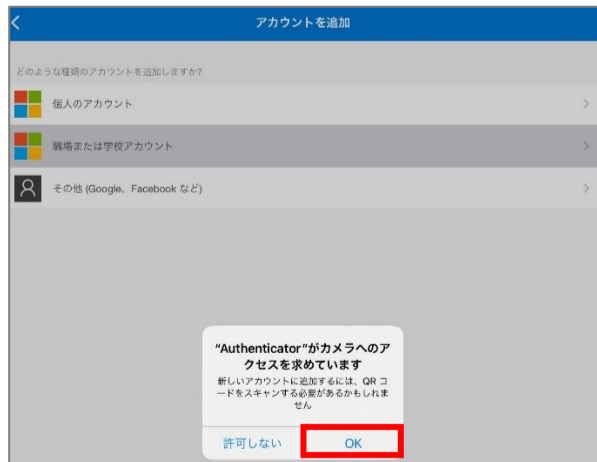 アカウントを追加
どのような種類のアカウントを追加しますか?
個人のアカウント
職場または学校アカウント
その他 (Google、Facebook など)
"Authenticator"がカメラへのア
クセスを求めています
新しいアカウントに追加するには、QR コ
ードをスキャンする必要があるかもしれま
せん
許可しない
OK